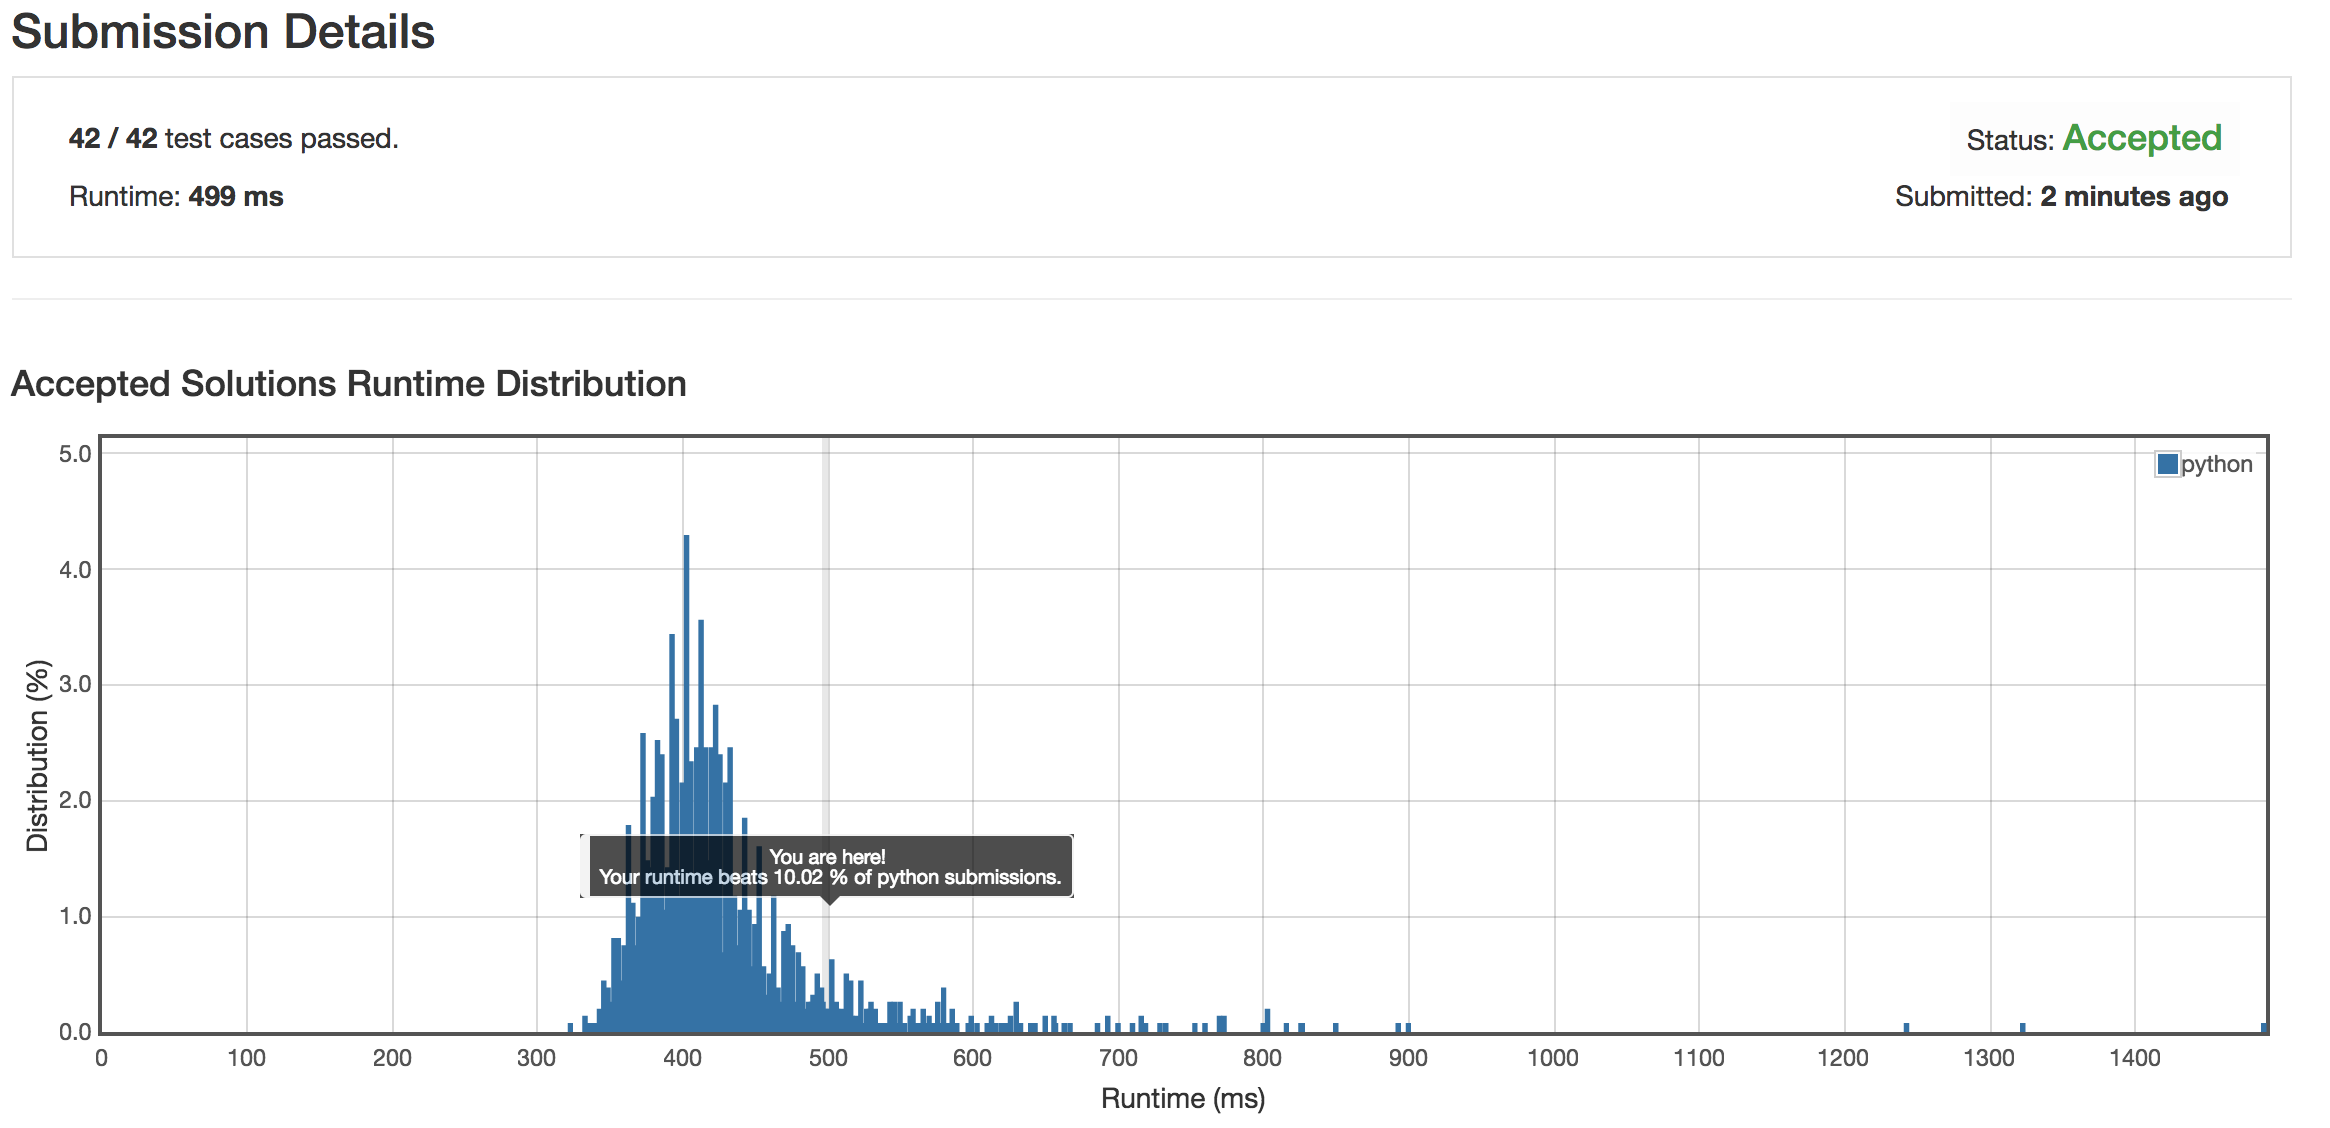 Submission Details
42 / 42 test cases passed.
Status: Accepted
Runtime: 499 ms
Submitted: 2 minutes ago
Accepted Solutions Runtime Distribution
5.0
python
4.0
3.0
2.0
1.0
0.0
Distribution (%)
You are here!
Your runtime beats 10.02 % of python submissions.
0 100 200 300 400 500 600 700 800 900 1000 1100 1200 1300 1400
Runtime (ms)